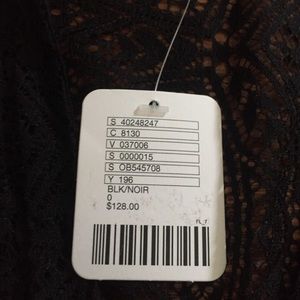 S 40248247
C 8130
V 037006
S 0000015
S OB545708
Y 196
BLK/NOIR
0
$128.00